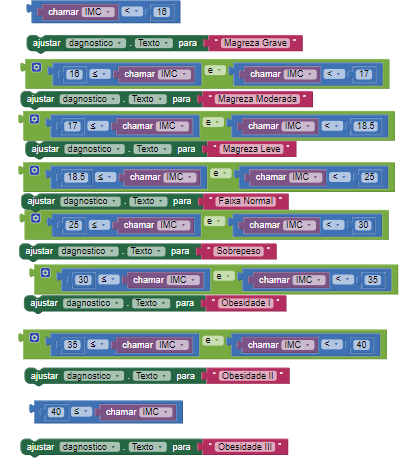 chamar IMC < 16
ajustar dagnostico . Texto para " Magreza Grave "
16 ≤ chamar IMC e chamar IMC < 17
ajustar dagnostico . Texto para " Magreza Moderada "
17 ≤ chamar IMC e chamar IMC < 18.5
ajustar dagnostico . Texto para " Magreza Leve "
18.5 ≤ chamar IMC e chamar IMC < 25
ajustar dagnostico . Texto para " Faixa Normal "
25 ≤ chamar IMC e chamar IMC < 30
ajustar dagnostico . Texto para " Sobrepeso "
30 ≤ chamar IMC e chamar IMC < 35
ajustar dagnostico . Texto para " Obesidade I "
35 ≤ chamar IMC e chamar IMC < 40
ajustar dagnostico . Texto para " Obesidade II "
40 ≤ chamar IMC
ajustar dagnostico . Texto para " Obesidade III "